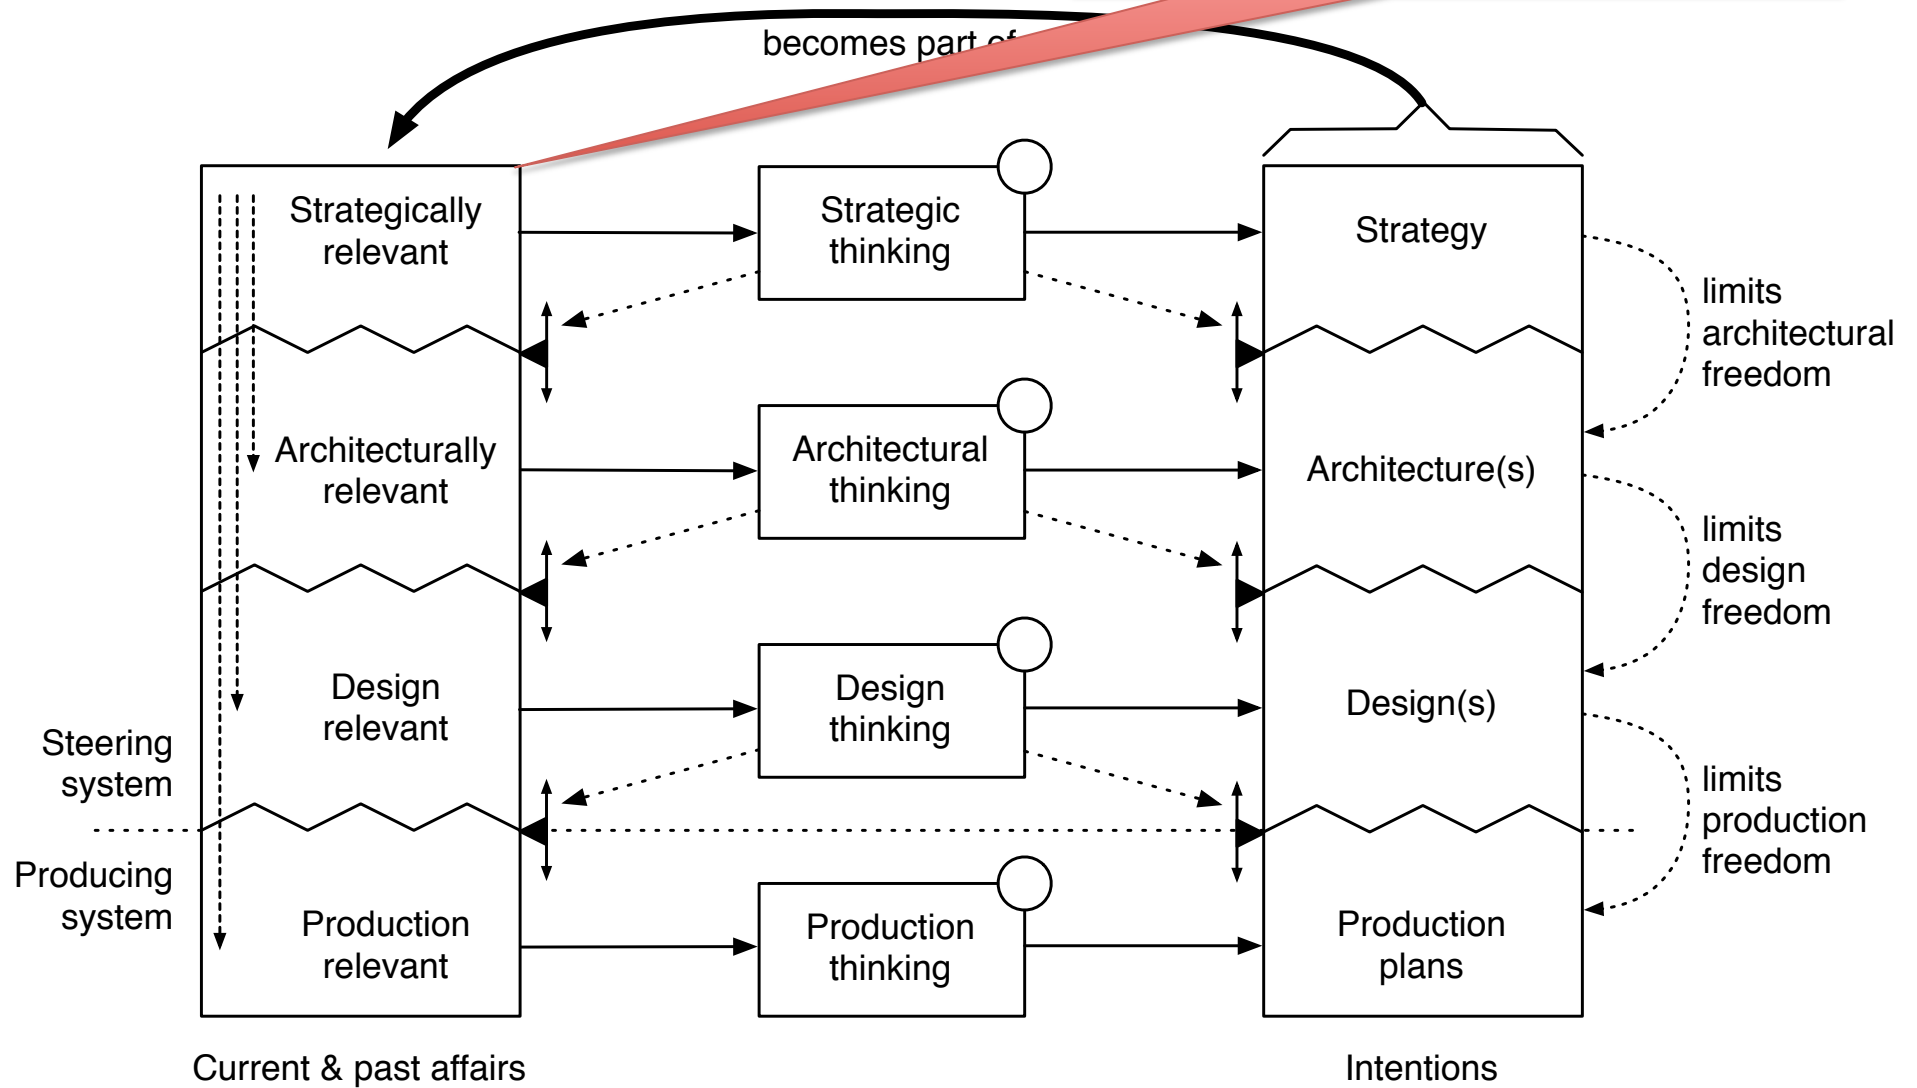 becomes part of
Strategically
relevant
Strategic
thinking
Strategy
limits
architectural
freedom
Architecturally
relevant
Architectural
thinking
Architecture(s)
limits
design
freedom
Design
relevant
Design
thinking
Design(s)
Steering
system
limits
production
freedom
Producing
system
Production
relevant
Production
thinking
Production
plans
Current & past affairs
Intentions